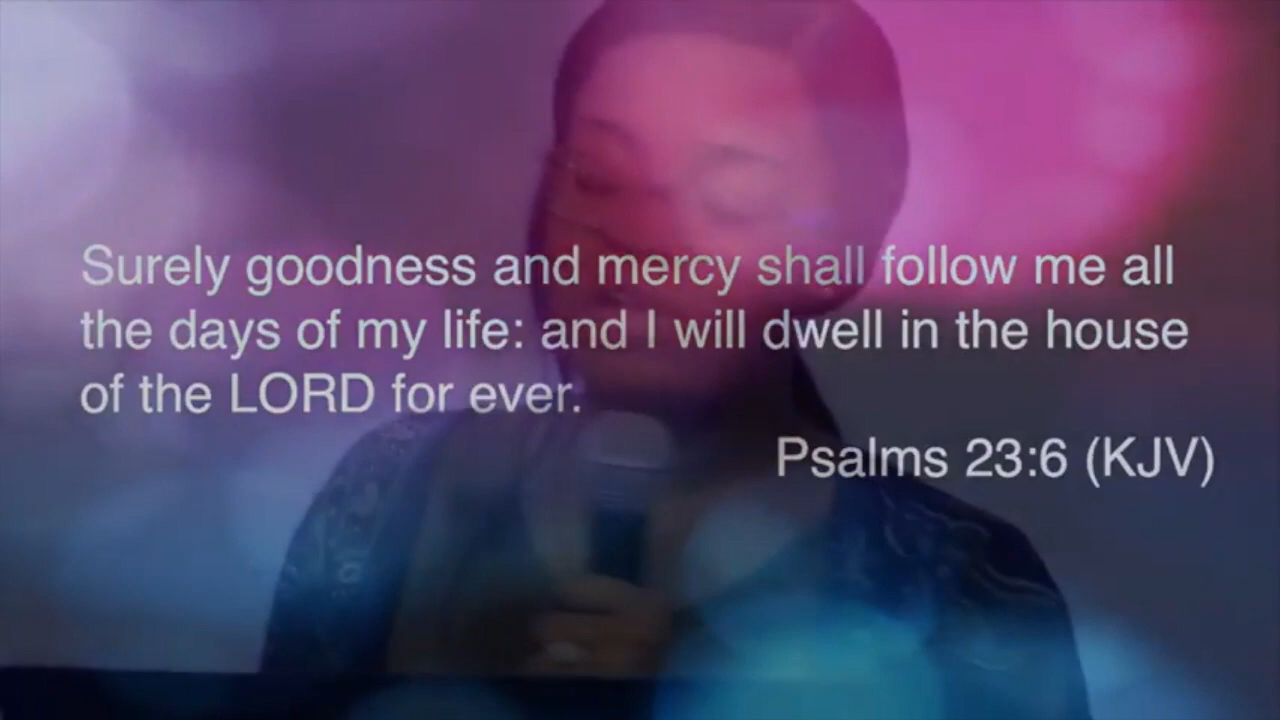 Surely goodness and mercy shall follow me all
the days of my life: and I will dwell in the house
of the LORD for ever.
Psalms 23:6 (KJV)